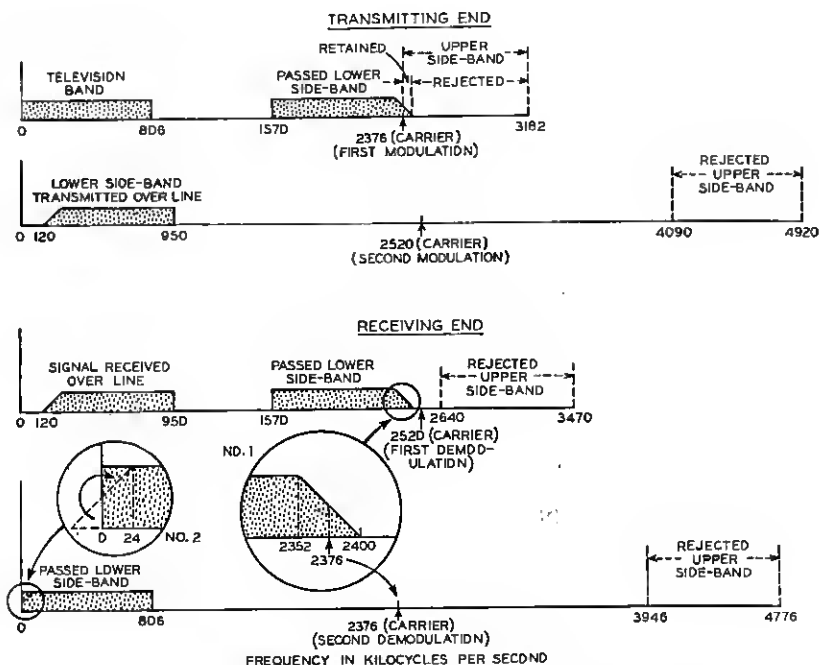 TRANSMITTING END
RETAINED
UPPER
SIDE-BAND
TELEVISION
BAND
PASSED LOWER
SIDE-BAND
REJECTED
0
806
1570
2376 (CARRIER)
(FIRST MODULATION)
3182
LOWER SIDE-BAND
TRANSMITTED OVER LINE
REJECTED
UPPER
SIDE-BAND
0
120
950
2520 (CARRIER)
(SECOND MODULATION)
4090
4920
RECEIVING END
SIGNAL RECEIVED
OVER LINE
PASSED LOWER
SIDE-BAND
REJECTED
UPPER
SIDE-BAND
0
120
950
1570
2640
3470
2520 (CARRIER)
(FIRST DEMOD-
ULATION)
NO. 1
2352
2400
2376
0
24
NO. 2
PASSED LOWER
SIDE-BAND
REJECTED
UPPER
SIDE-BAND
0
806
2376 (CARRIER)
(SECOND DEMODULATION)
3946
4776
FREQUENCY IN KILOCYCLES PER SECOND